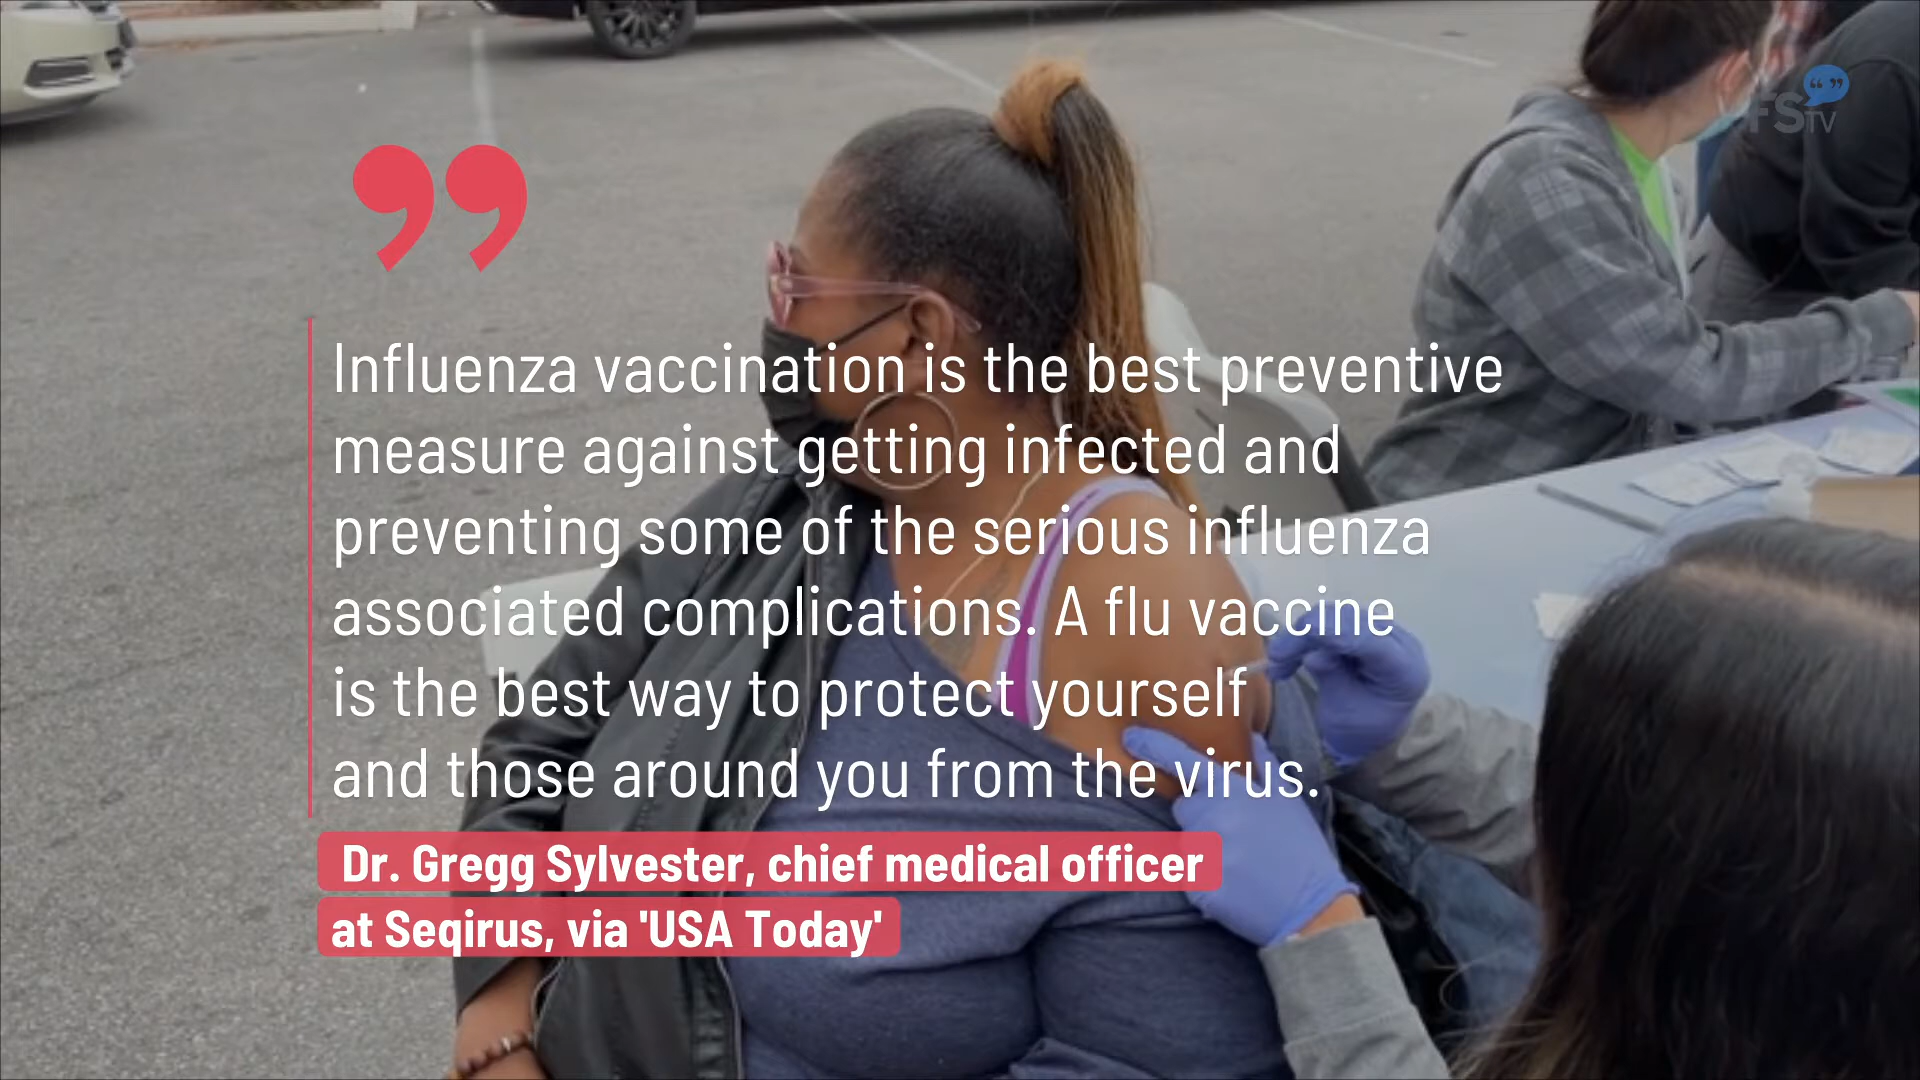 FSTV
Influenza vaccination is the best preventive
measure against getting infected and
preventing some of the serious influenza
associated complications. A flu vaccine
is the best way to protect yourself
and those around you from the virus.
Dr. Gregg Sylvester, chief medical officer
at Seqirus, via 'USA Today'